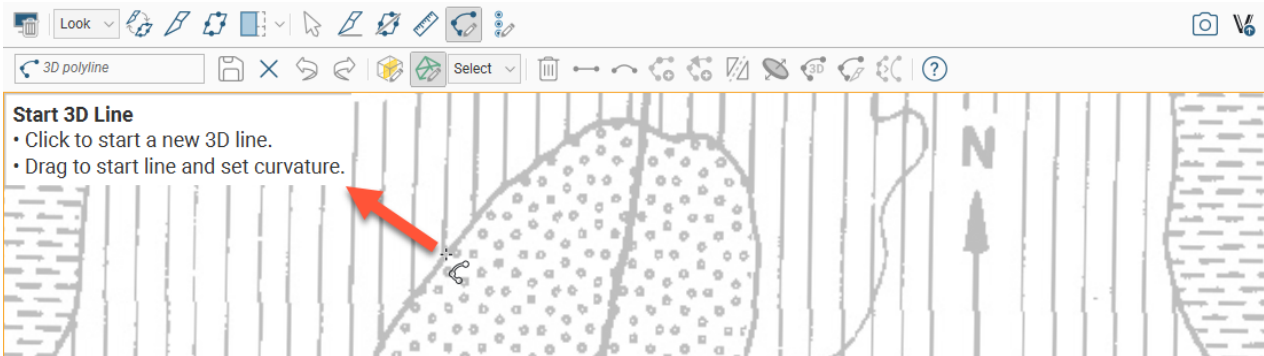 Look
3D polyline
Select
3D
?
Start 3D Line
• Click to start a new 3D line.
• Drag to start line and set curvature.
N